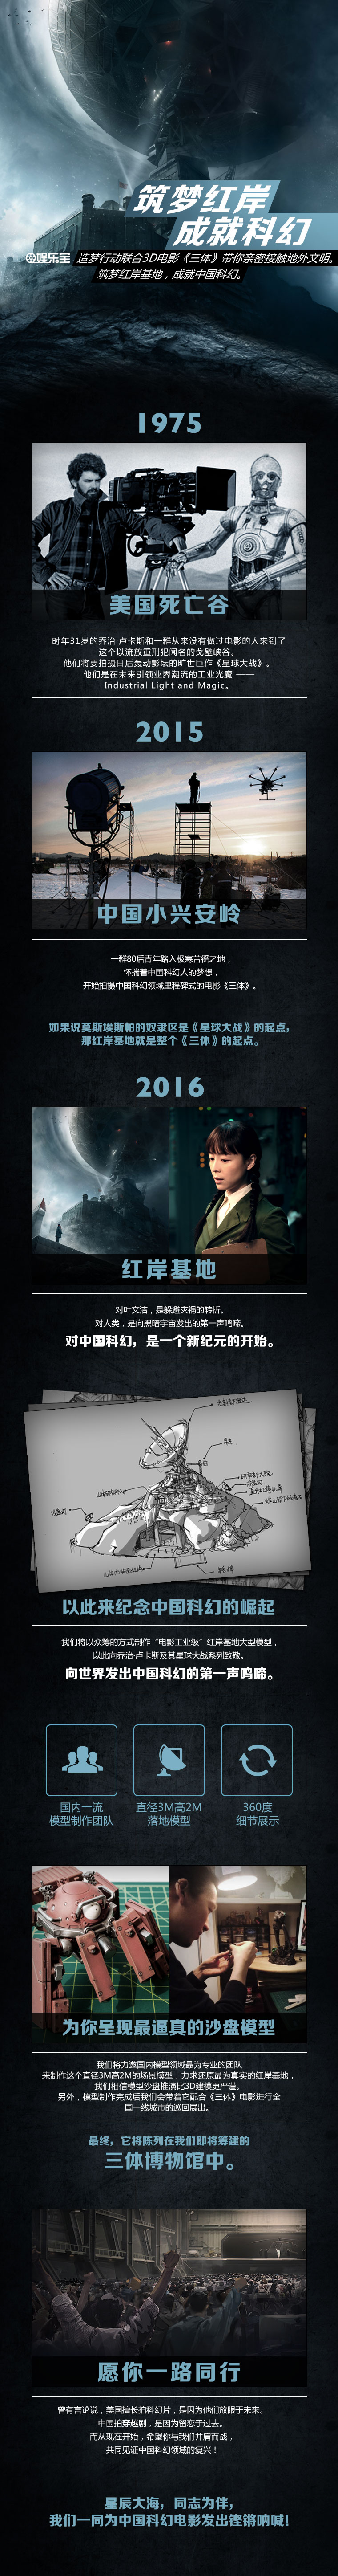 筑梦红岸
成就科幻
娱乐宝 造梦行动联合3D电影《三体》带你亲密接触地外文明。
筑梦红岸基地，成就中国科幻。
1975
美国死亡谷
时年31岁的乔治·卢卡斯和一群从来没有做过电影的人来到了
这个以流放重刑犯闻名的戈壁峡谷。
他们将要拍摄日后轰动影坛的旷世巨作《星球大战》。
他们是在未来引领业界潮流的工业光魔 ——
Industrial Light and Magic。
2015
中国小兴安岭
一群80后青年踏入极寒苦徭之地，
怀揣着中国科幻人的梦想，
开始拍摄中国科幻领域里程碑式的电影《三体》。
如果说莫斯埃斯帕的奴隶区是《星球大战》的起点，
那红岸基地就是整个《三体》的起点。
2016
红岸基地
对叶文洁，是躲避灾祸的转折。
对人类，是向黑暗宇宙发出的第一声鸣啼。
对中国科幻，是一个新纪元的开始。
以此来纪念中国科幻的崛起
我们将以众筹的方式制作“电影工业级”红岸基地大型模型，
以此向乔治·卢卡斯及其星球大战系列致敬。
向世界发出中国科幻的第一声鸣啼。
国内一流
模型制作团队
直径3M高2M
落地模型
360度
细节展示
为你呈现最逼真的沙盘模型
我们将力邀国内模型领域最为专业的团队
来制作这个直径3M高2M的场景模型，力求还原最为真实的红岸基地，
我们相信模型沙盘推演比3D建模更严谨。
另外，模型制作完成后我们会带着它配合《三体》电影进行全
国一线城市的巡回展出。
最终，它将陈列在我们即将筹建的
三体博物馆中。
愿你一路同行
曾有言论说，美国擅长拍科幻片，是因为他们放眼于未来。
中国拍穿越剧，是因为留恋于过去。
而从现在开始，希望你与我们并肩而战，
共同见证中国科幻领域的复兴！
星辰大海，同志为伴，
我们一同为中国科幻电影发出铿锵呐喊！